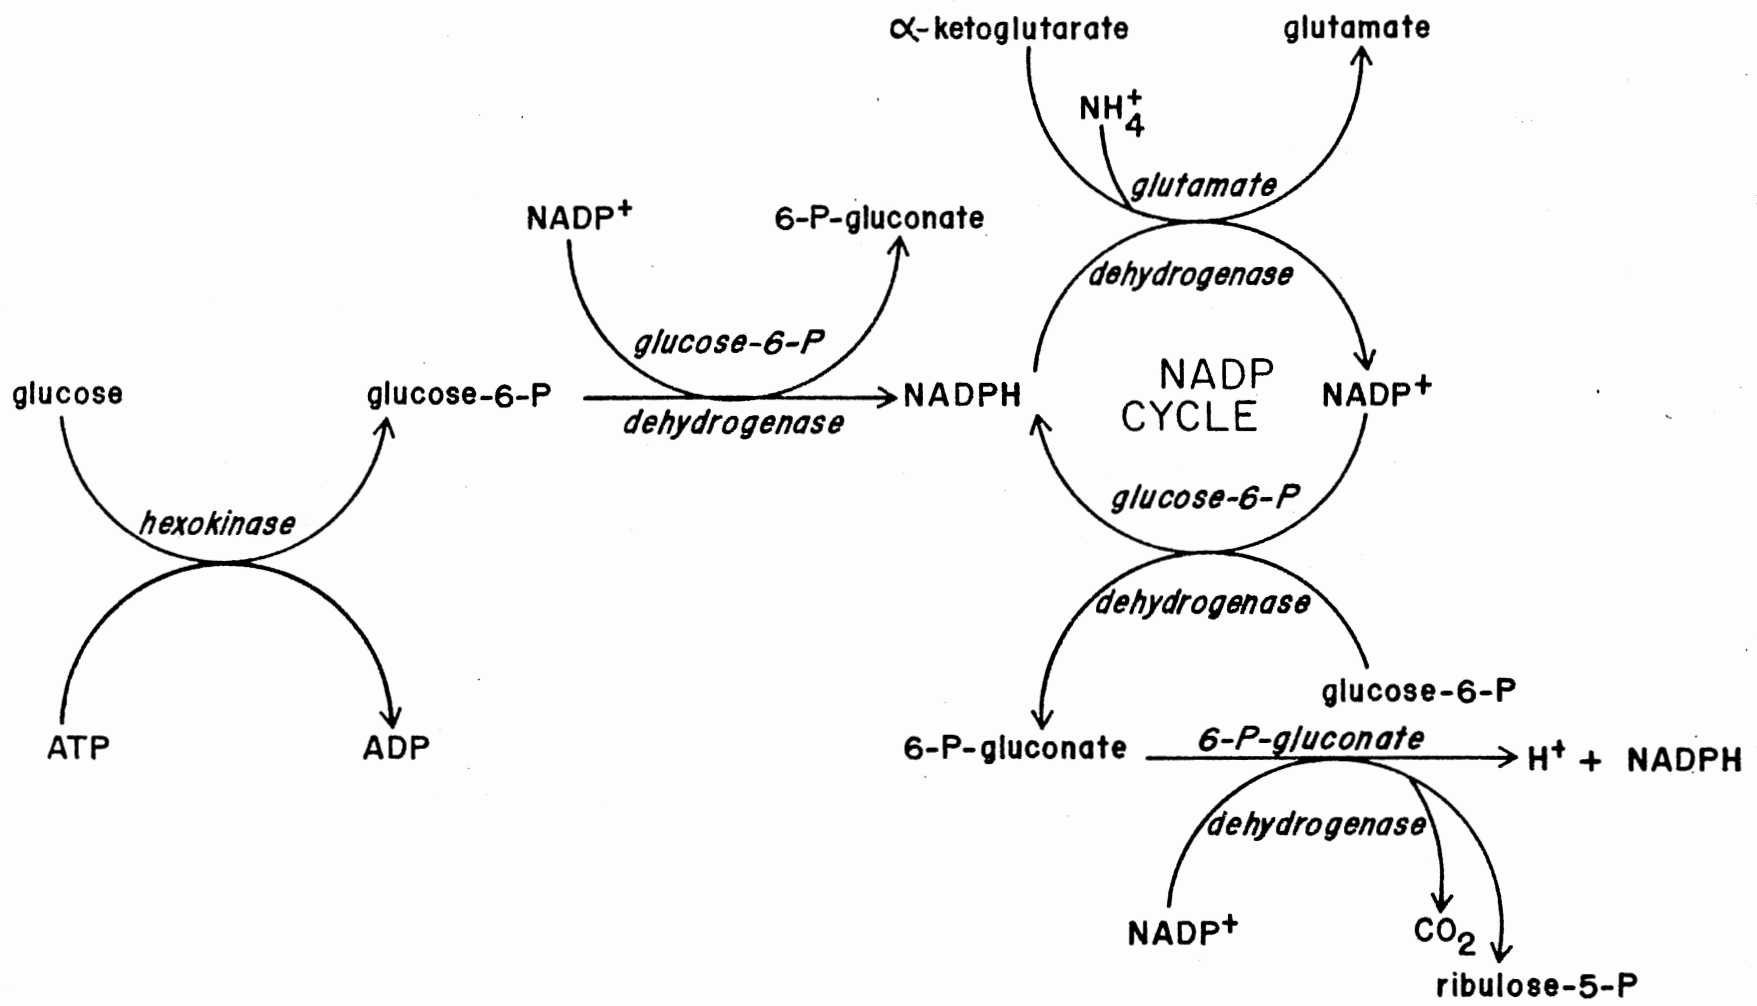 α-ketoglutarate
glutamate
NH4+
glutamate
dehydrogenase
NADP+
6-P-gluconate
glucose-6-P
dehydrogenase
glucose
glucose-6-P
NADPH
NADP
CYCLE
NADP+
hexokinase
ATP
ADP
glucose-6-P
dehydrogenase
glucose-6-P
6-P-gluconate
6-P-gluconate
dehydrogenase
H+ + NADPH
NADP+
CO2
ribulose-5-P